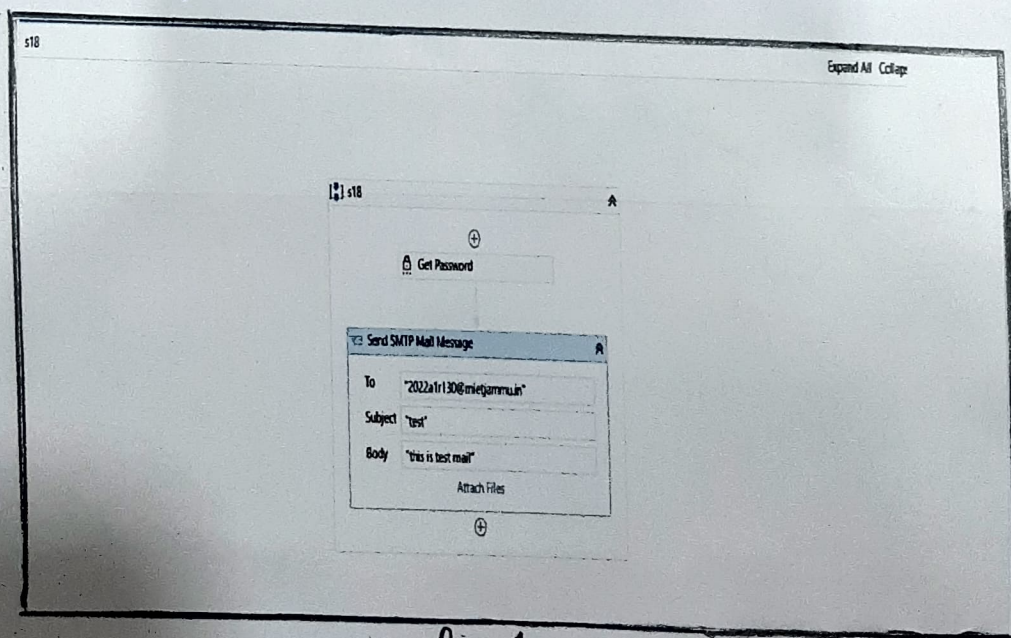 s18
Expand All Collap
s18
Get Password
Send SMTP Mail Message
To "2022a1r130@mietjammu.in"
Subject "test"
Body "this is test mail"
Attach Files